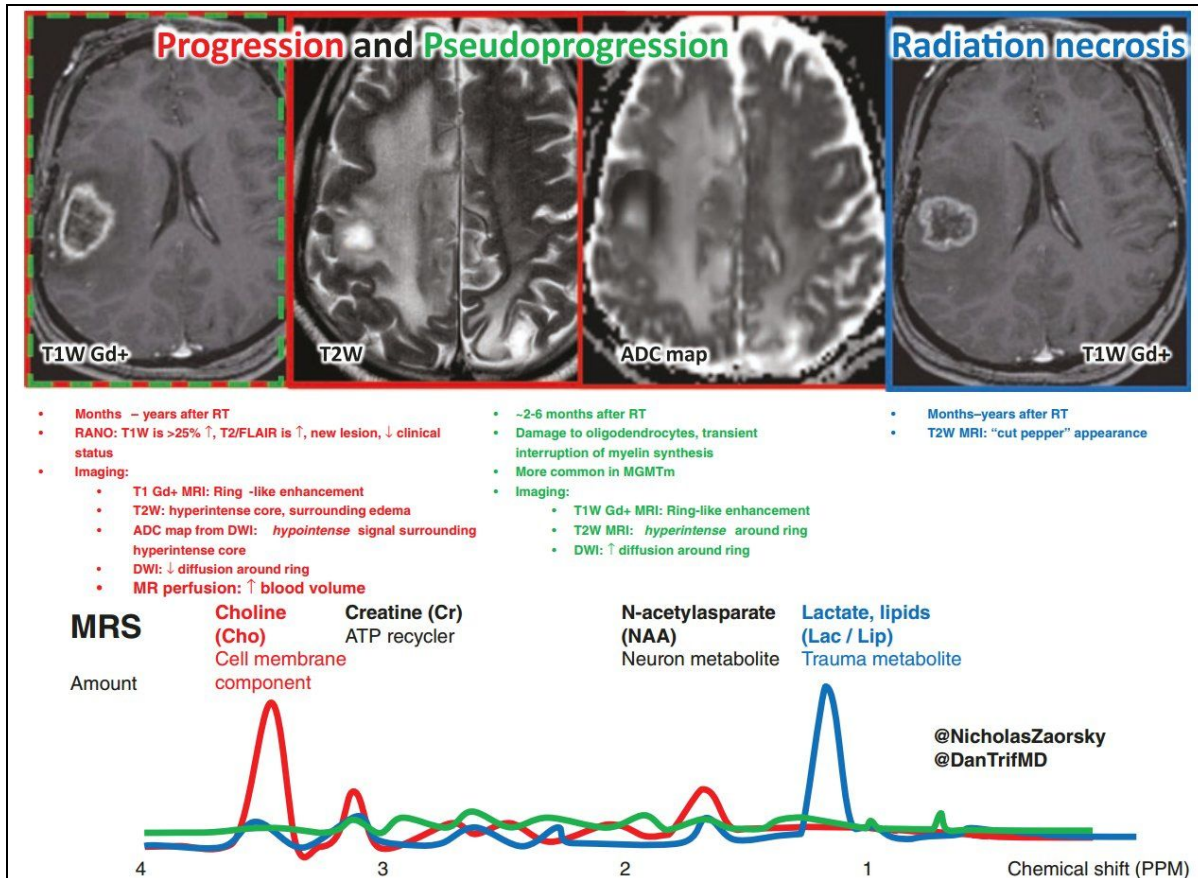 Progression and Pseudoprogression
Radiation necrosis
T1W Gd+
T2W
ADC map
T1W Gd+
• Months – years after RT
• RANO: T1W is >25% ↑, T2/FLAIR is ↑, new lesion, ↓ clinical
status
• Imaging:
• T1 Gd+ MRI: Ring -like enhancement
• T2W: hyperintense core, surrounding edema
• ADC map from DWI: hypointense signal surrounding
hyperintense core
• DWI: ↓ diffusion around ring
• MR perfusion: ↑ blood volume
• ~2-6 months after RT
• Damage to oligodendrocytes, transient
interruption of myelin synthesis
• More common in MGMTm
• Imaging:
• T1W Gd+ MRI: Ring-like enhancement
• T2W MRI: hyperintense around ring
• DWI: ↑ diffusion around ring
• Months–years after RT
• T2W MRI: “cut pepper” appearance
MRS
Amount
Choline
(Cho)
Cell membrane
component
Creatine (Cr)
ATP recycler
N-acetylasparate
(NAA)
Neuron metabolite
Lactate, lipids
(Lac / Lip)
Trauma metabolite
@NicholasZaorsky
@DanTrifMD
4 3 2 1 Chemical shift (PPM)